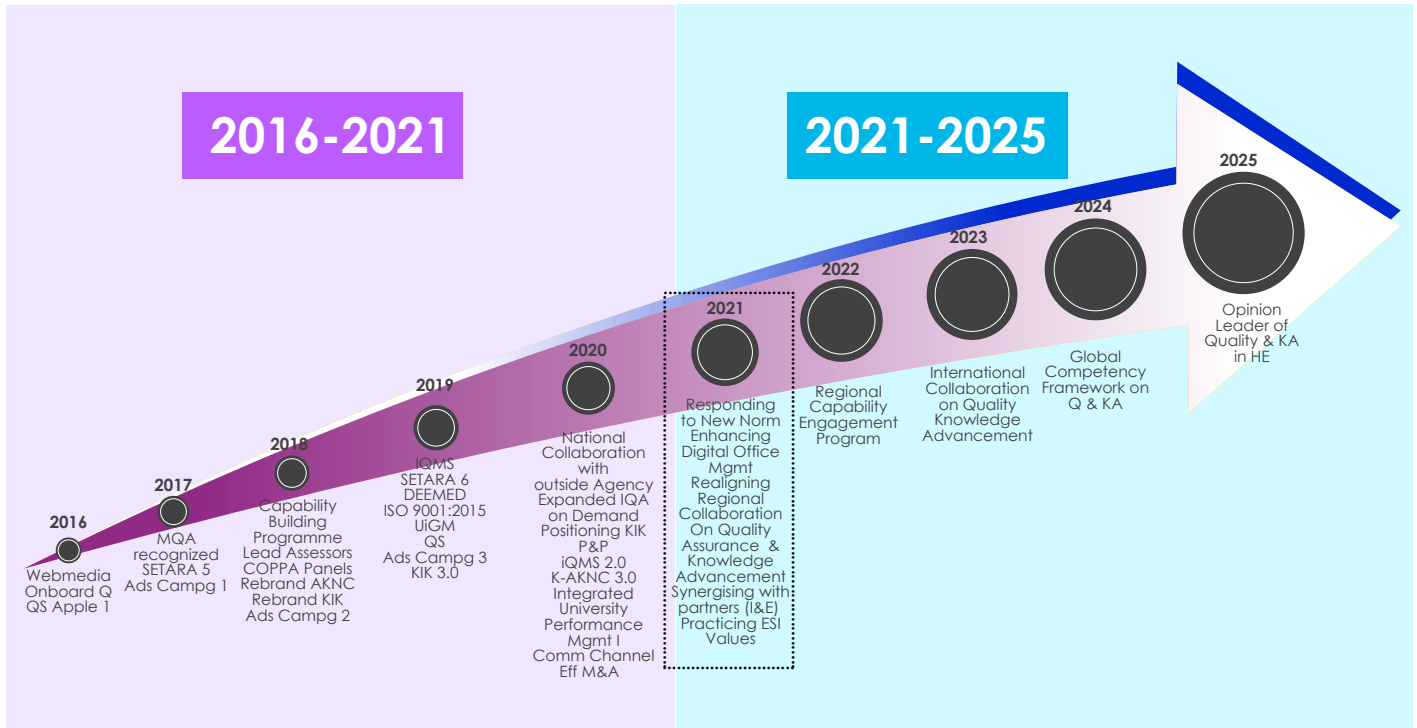 2016-2021
2021-2025
2016
Webmedia
Onboard Q
QS Apple 1
2017
MQA
recognized
SETARA 5
Ads Campg 1
2018
Capability
Building
Programme
Lead Assessors
COPPA Panels
Rebrand AKNC
Rebrand KIK
Ads Campg 2
2019
IQMS
SETARA 6
DEEMED
ISO 9001:2015
UiGM
QS
Ads Campg 3
KIK 3.0
2020
National
Collaboration
with
outside Agency
Expanded IQA
on Demand
Positioning KIK
P&P
iQMS 2.0
K-AKNC 3.0
Integrated
University
Performance
Mgmt I
Comm Channel
Eff M&A
2021
Responding
to New Norm
Enhancing
Digital Office
Mgmt
Realigning
Regional
Collaboration
On Quality
Assurance &
Knowledge
Advancement
Synergising with
partners (I&E)
Practicing ESI
Values
2022
Regional
Capability
Engagement
Program
2023
International
Collaboration
on Quality
Knowledge
Advancement
2024
Global
Competency
Framework on
Q & KA
2025
Opinion
Leader of
Quality & KA
in HE